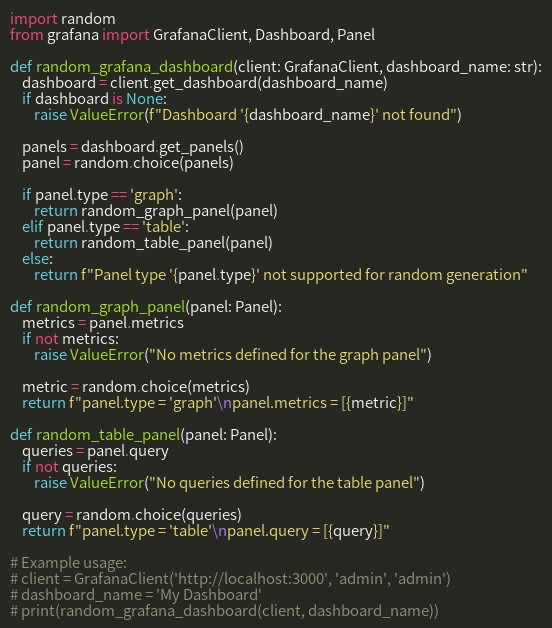 import random
from grafana import GrafanaClient, Dashboard, Panel

def random_grafana_dashboard(client: GrafanaClient, dashboard_name: str):
    dashboard = client.get_dashboard(dashboard_name)
    if dashboard is None:
        raise ValueError(f"Dashboard '{dashboard_name}' not found")

    panels = dashboard.get_panels()
    panel = random.choice(panels)

    if panel.type == 'graph':
        return random_graph_panel(panel)
    elif panel.type == 'table':
        return random_table_panel(panel)
    else:
        return f"Panel type '{panel.type}' not supported for random generation"

def random_graph_panel(panel: Panel):
    metrics = panel.metrics
    if not metrics:
        raise ValueError("No metrics defined for the graph panel")

    metric = random.choice(metrics)
    return f"panel.type = 'graph'\npanel.metrics = [{metric}]"

def random_table_panel(panel: Panel):
    queries = panel.query
    if not queries:
        raise ValueError("No queries defined for the table panel")

    query = random.choice(queries)
    return f"panel.type = 'table'\npanel.query = [{query}]"

# Example usage:
# client = GrafanaClient('http://localhost:3000', 'admin', 'admin')
# dashboard_name = 'My Dashboard'
# print(random_grafana_dashboard(client, dashboard_name))